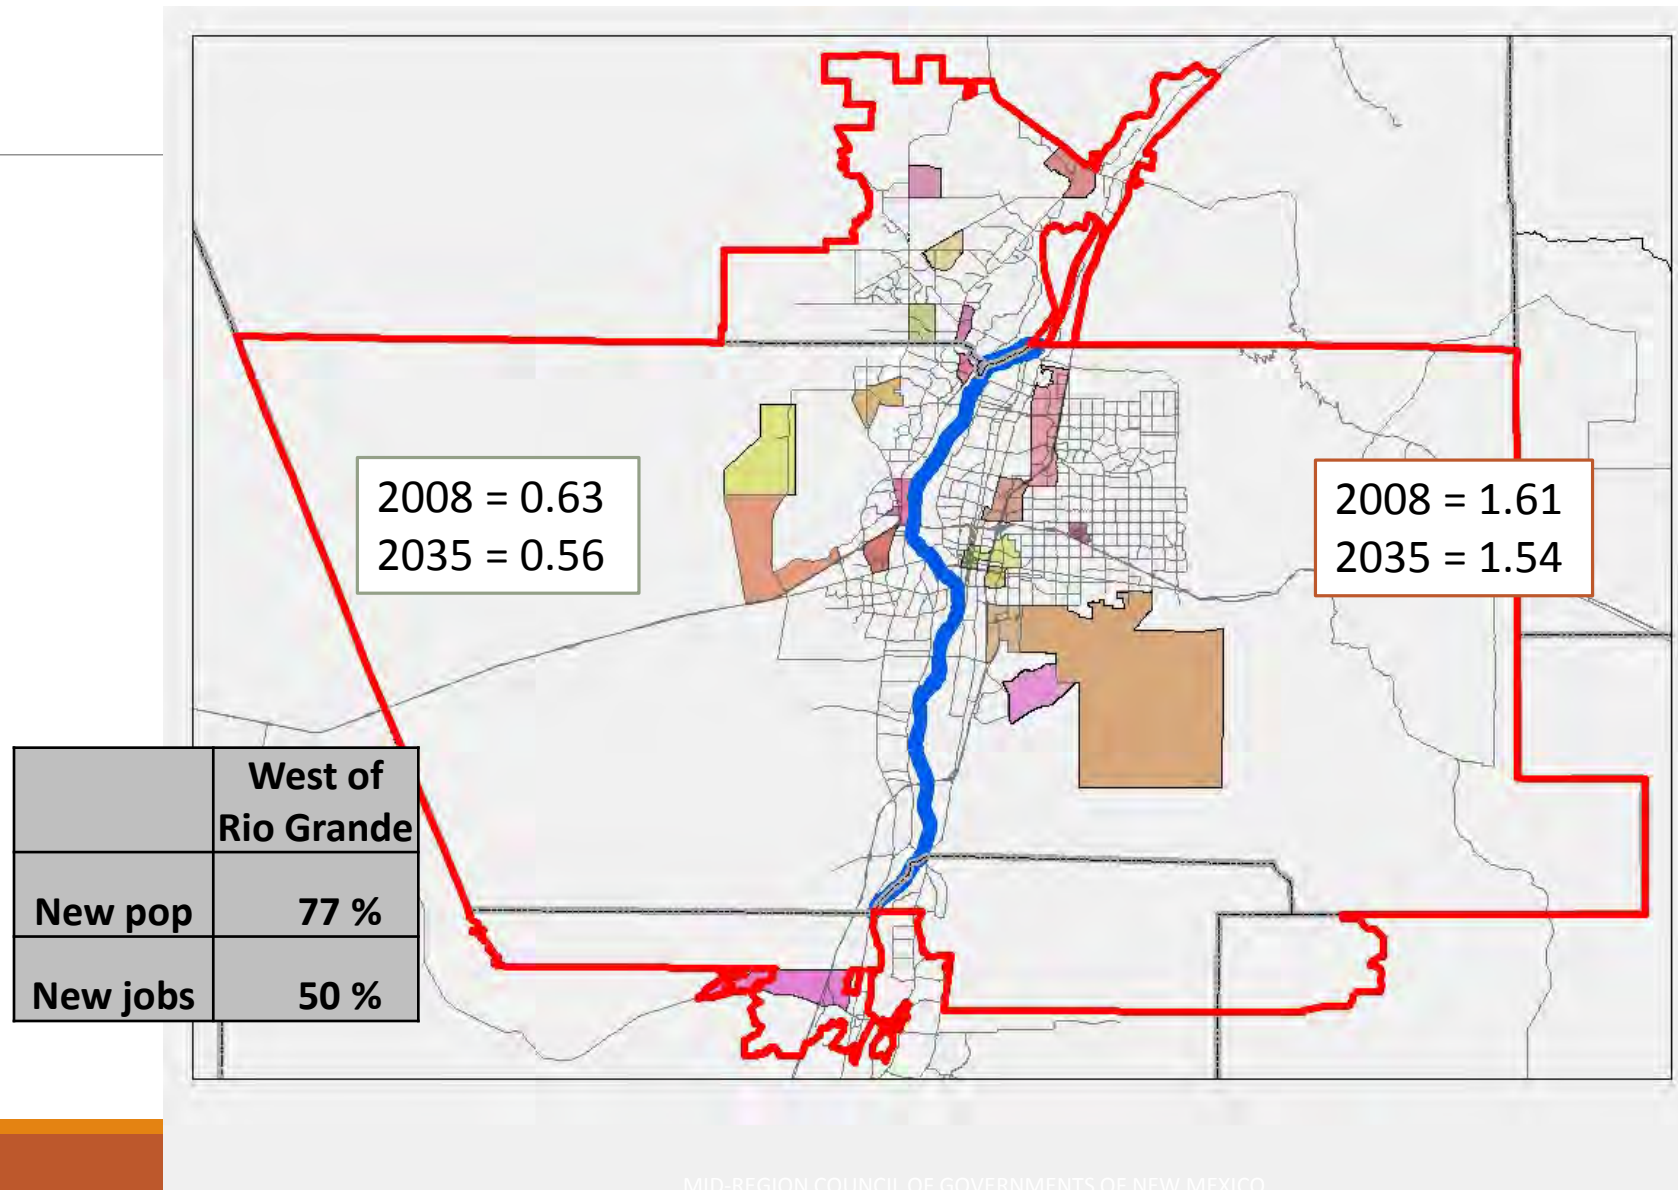 2008 = 0.63
2035 = 0.56
2008 = 1.61
2035 = 1.54
West of
Rio Grande
New pop 77 %
New jobs 50 %
MID-REGION COUNCIL OF GOVERNMENTS OF NEW MEXICO